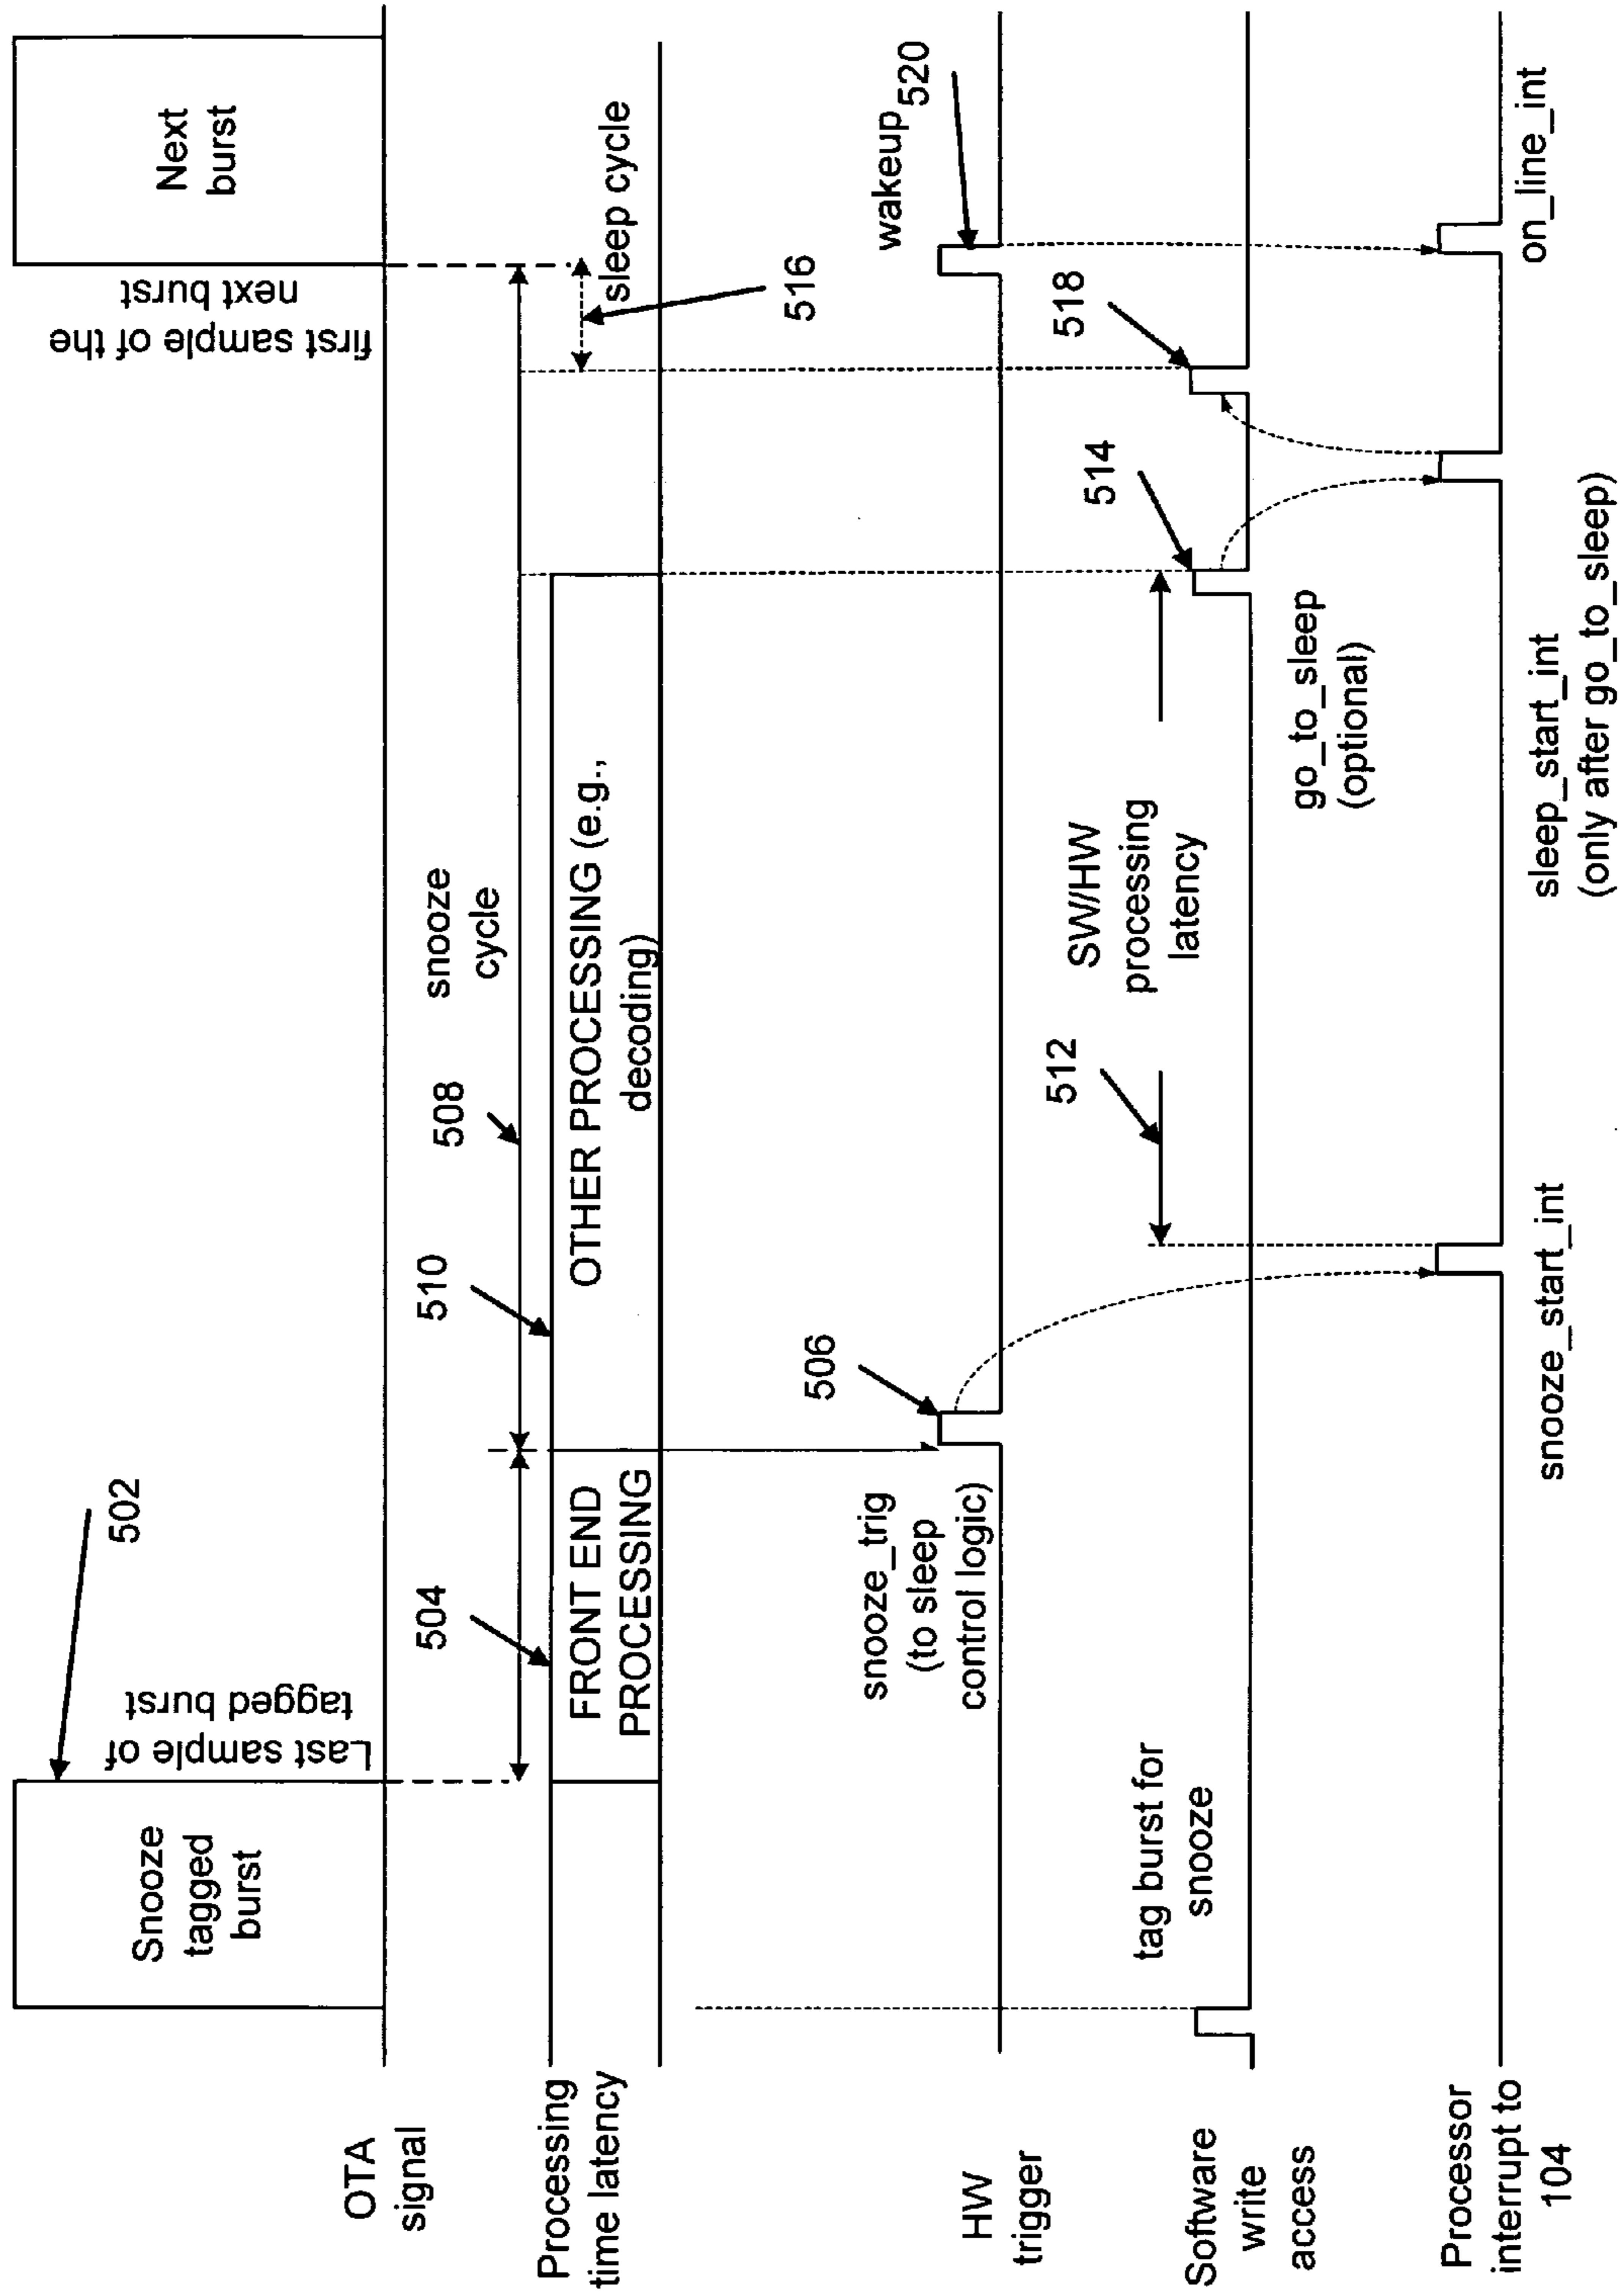 Snooze
tagged
burst
502
Last sample of
tagged burst
first sample of the
next burst
Next
burst
OTA
signal
504
510
508
snooze
cycle
Processing
time latency
FRONT END
PROCESSING
OTHER PROCESSING (e.g.,
decoding)
sleep cycle
516
HW
trigger
snooze_trig
(to sleep
control logic)
506
wakeup
520
Software
write
access
tag burst for
snooze
512
SW/HW
processing
latency
514
518
go_to_sleep
(optional)
Processor
interrupt to
104
snooze_start_int
sleep_start_int
(only after go_to_sleep)
on_line_int